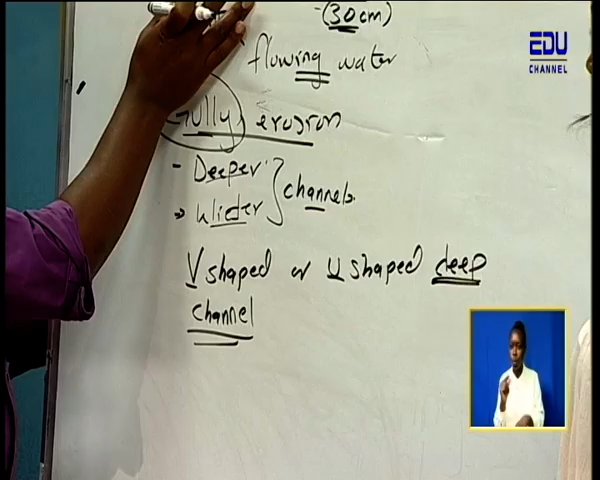 -(30cm)
flowing water
Gully erosion
- Deeper
→ Wider } channels
V shaped or U shaped deep
channel
EDU
CHANNEL